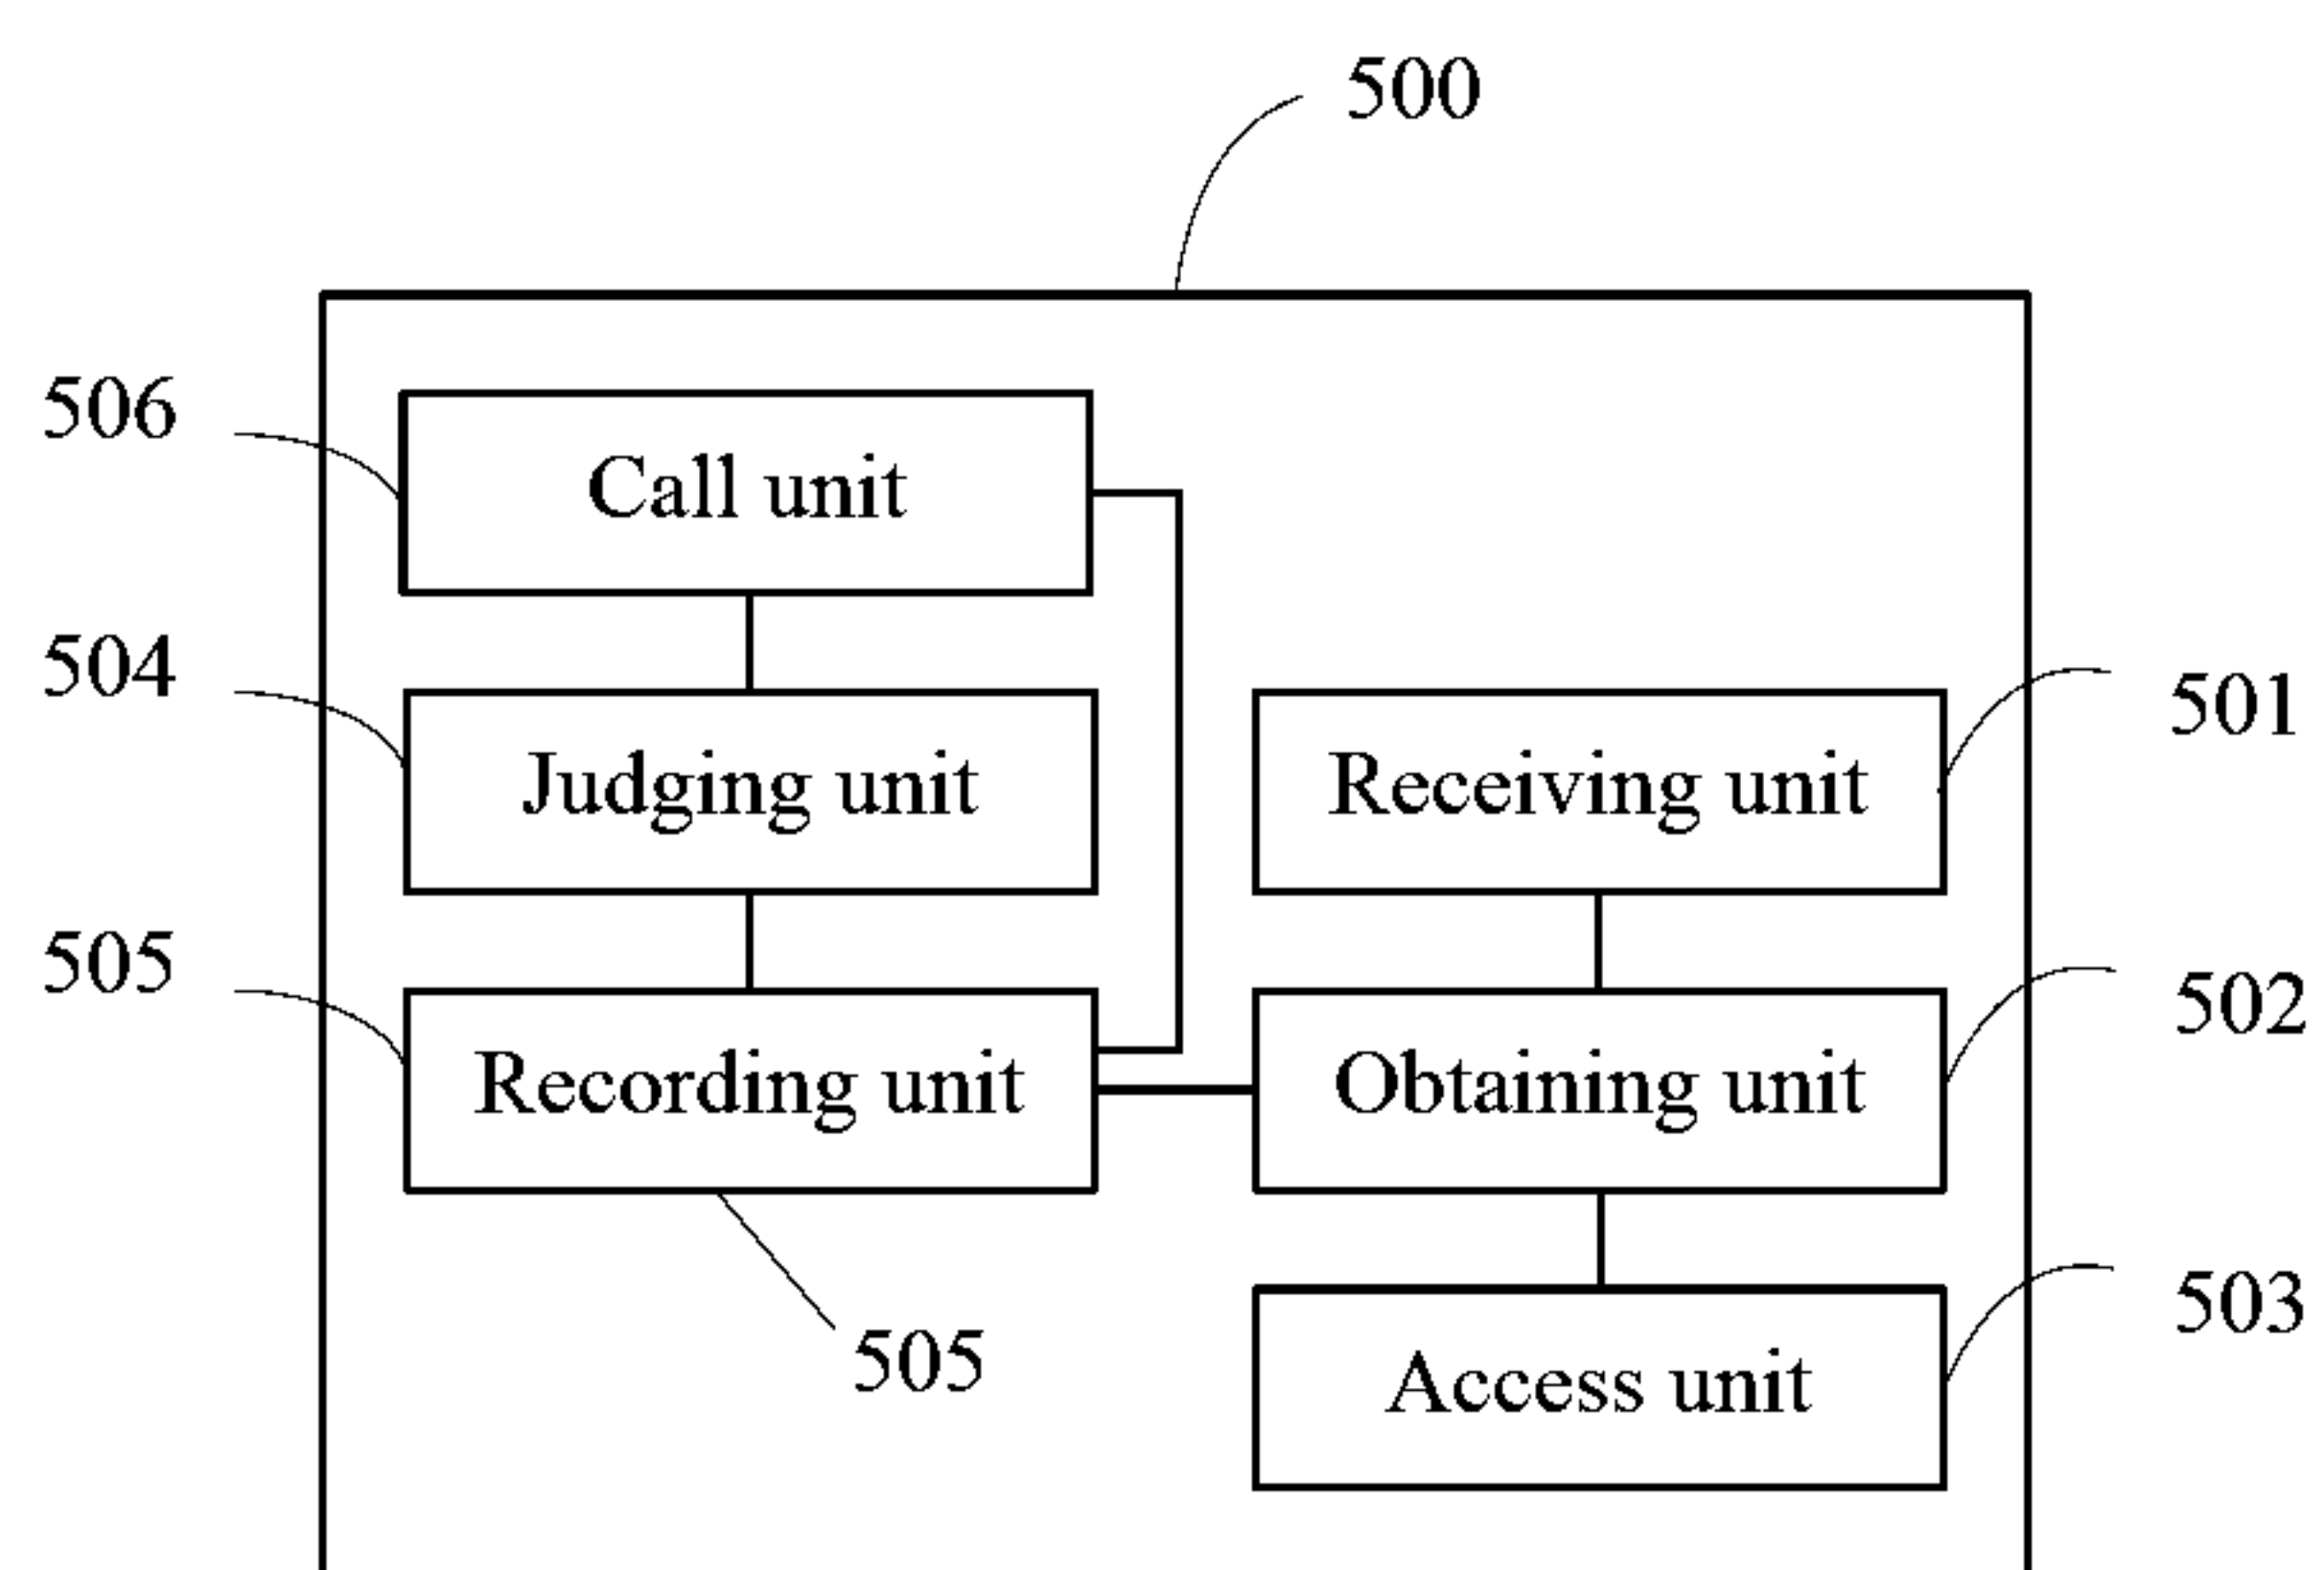 500
506
Call unit
504
Judging unit
Receiving unit
501
505
Recording unit
Obtaining unit
502
505
Access unit
503